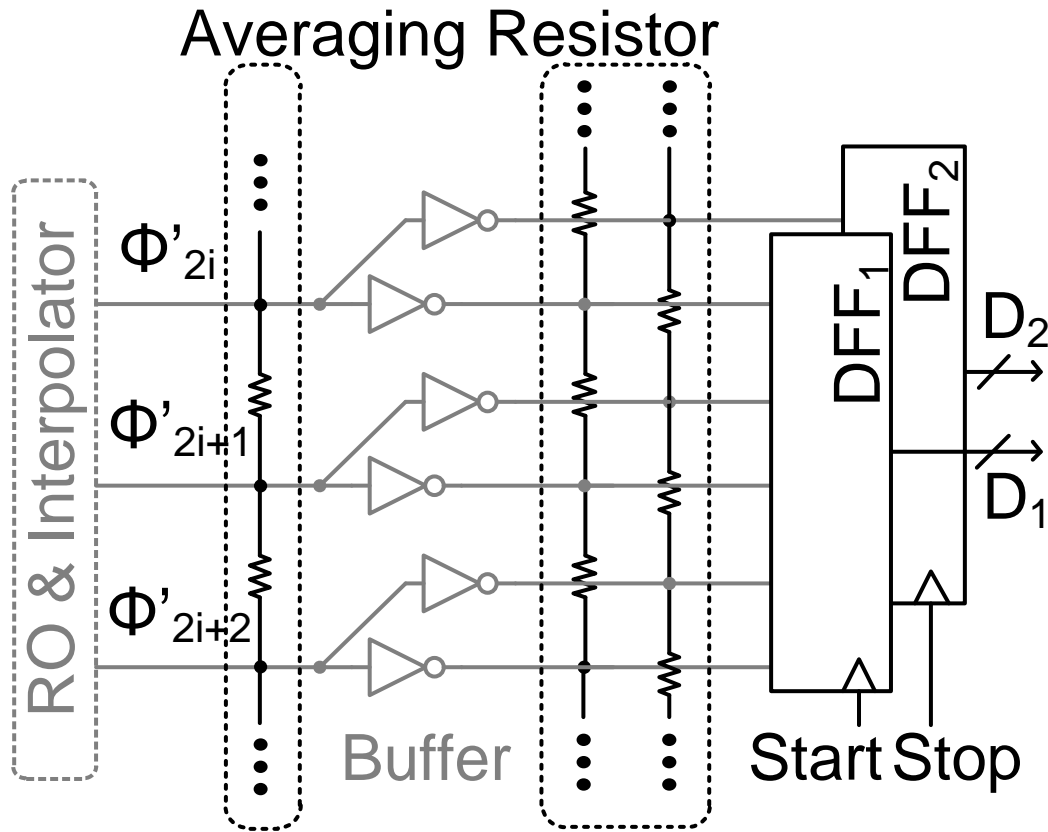 Averaging Resistor
RO & Interpolator
Φ'2i
Φ'2i+1
Φ'2i+2
Buffer
DFF1
DFF2
D2
D1
Start
Stop